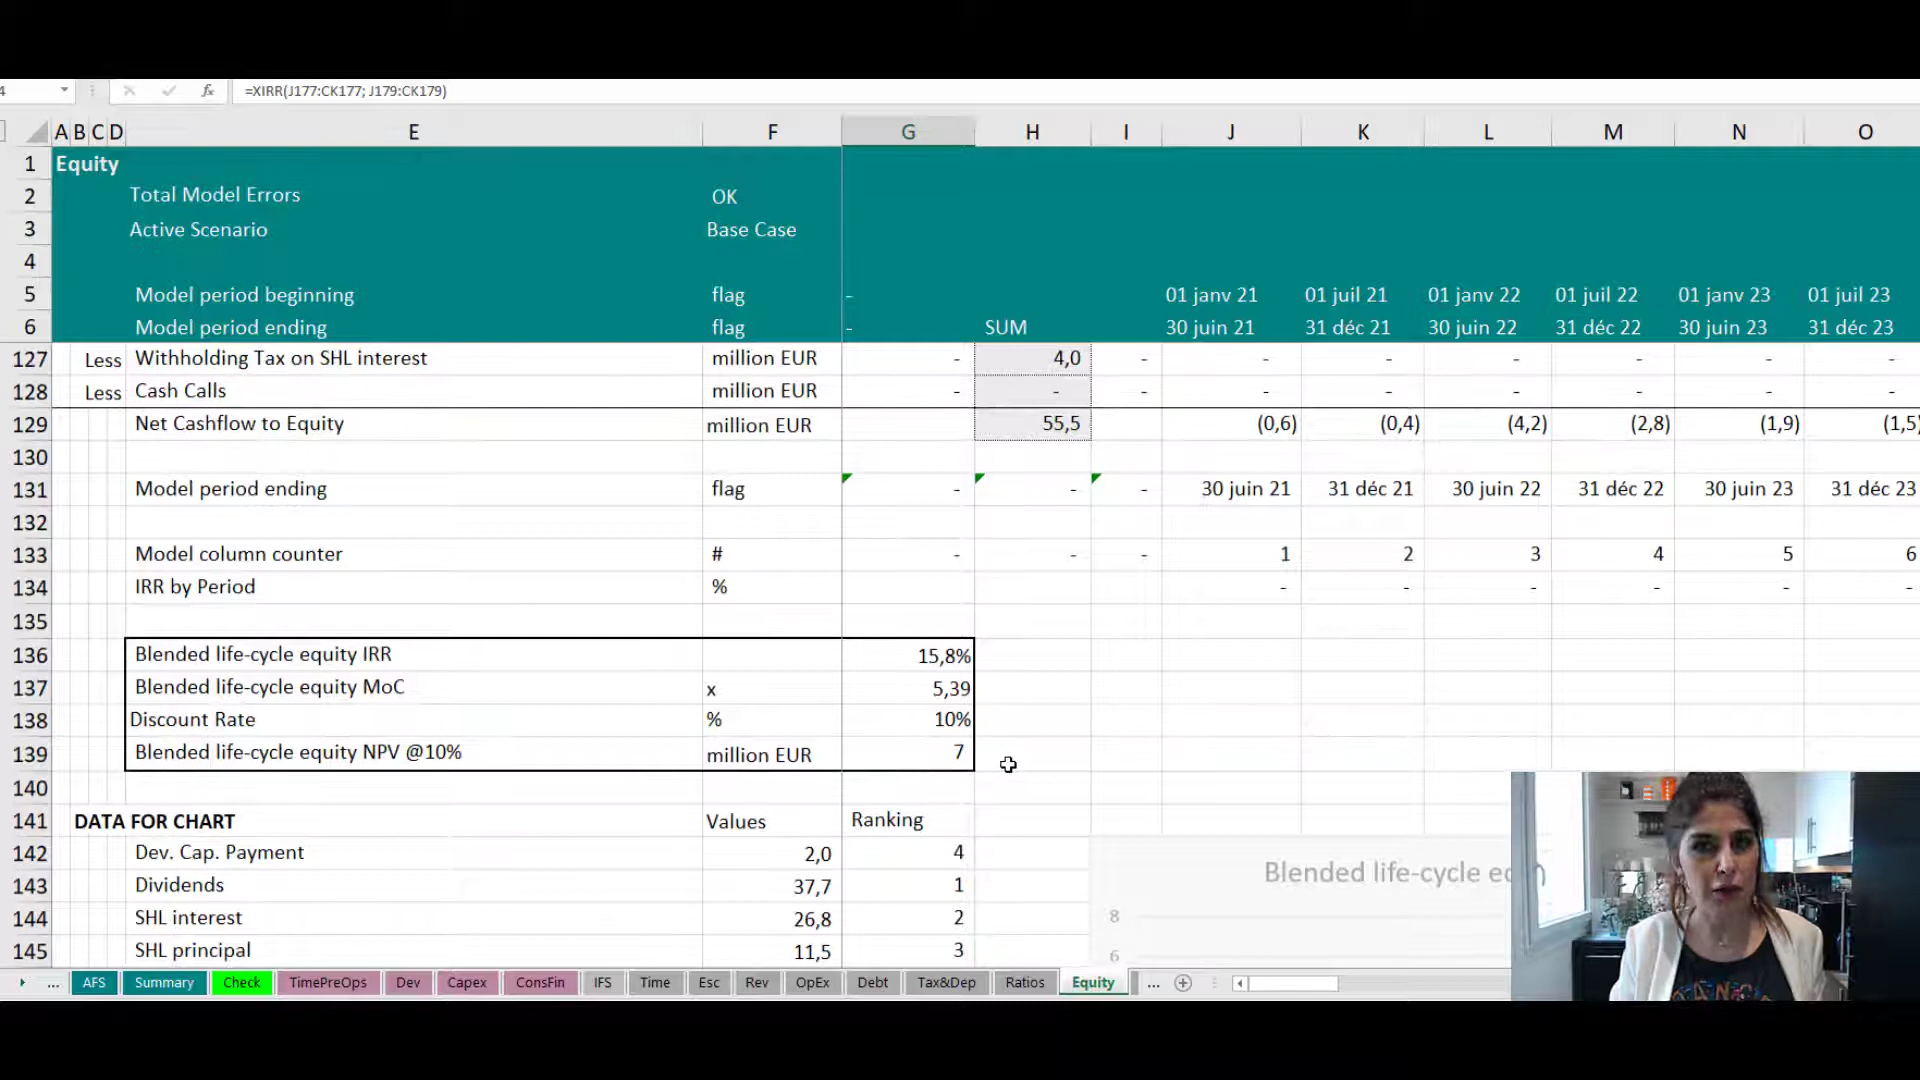 4 fx =XIRR(J177:CK177; J179:CK179)
A B C D E F G H I J K L M N O
1 Equity
2 Total Model Errors OK
3 Active Scenario Base Case
4
5 Model period beginning flag - 01 janv 21 01 juil 21 01 janv 22 01 juil 22 01 janv 23 01 juil 23
6 Model period ending flag - SUM 30 juin 21 31 déc 21 30 juin 22 31 déc 22 30 juin 23 31 déc 23
127 Less Withholding Tax on SHL interest million EUR - 4,0 - - - - - - -
128 Less Cash Calls million EUR - - - - - - - - -
129 Net Cashflow to Equity million EUR 55,5 (0,6) (0,4) (4,2) (2,8) (1,9) (1,5)
130
131 Model period ending flag - - - 30 juin 21 31 déc 21 30 juin 22 31 déc 22 30 juin 23 31 déc 23
132
133 Model column counter # - - - 1 2 3 4 5 6
134 IRR by Period % - - - - - -
135
136 Blended life-cycle equity IRR 15,8%
137 Blended life-cycle equity MoC x 5,39
138 Discount Rate % 10%
139 Blended life-cycle equity NPV @10% million EUR 7
140
141 DATA FOR CHART Values Ranking
142 Dev. Cap. Payment 2,0 4
143 Dividends 37,7 1
Blended life-cycle
144 SHL interest 26,8 2
8
145 SHL principal 11,5 3
6
... AFS Summary Check TimePreOps Dev Capex ConsFin IFS Time Esc Rev OpEx Debt Tax&Dep Ratios Equity ...